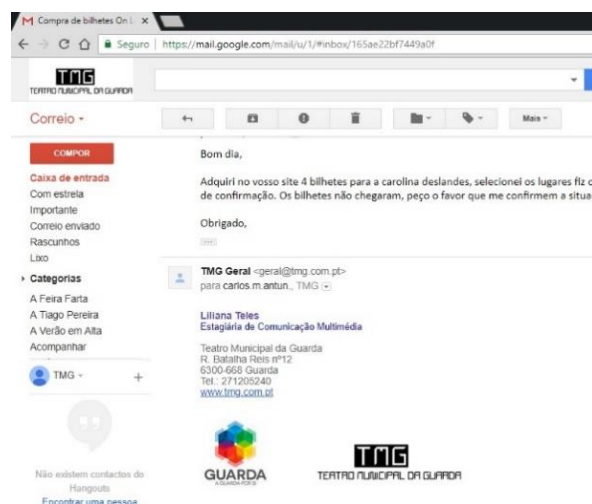 Compra de bilhetes On L
Seguro
https://mail.google.com/mail/u/1/#inbox/165ae22bf7449a0f
TMG
TEATRO MUNICIPAL DA GUARDA
Correio
Mais
COMPOR
Caixa de entrada
Com estrela
Importante
Correio enviado
Rascunhos
Lixo
Categorias
A Feira Farta
A Tiago Pereira
A Verão em Alta
Acompanhar
TMG
+
Não existem contactos do
Hangouts
Encontrar uma pessoa
Bom dia,
Adquiri no vosso site 4 bilhetes para a carolina deslandes, selecionei os lugares fiz
de confirmação. Os bilhetes não chegaram, peço o favor que me confirmem a situa
Obrigado,
TMG Geral <geral@tmg.com.pt>
para carlos.m.antun., TMG
Liliana Teles
Estagiária de Comunicação Multimédia
Teatro Municipal da Guarda
R. Batalha Reis nº12
6300-668 Guarda
Tel.: 271205240
www.tmg.com.pt
GUARDA
TMG
TEATRO MUNICIPAL DA GUARDA